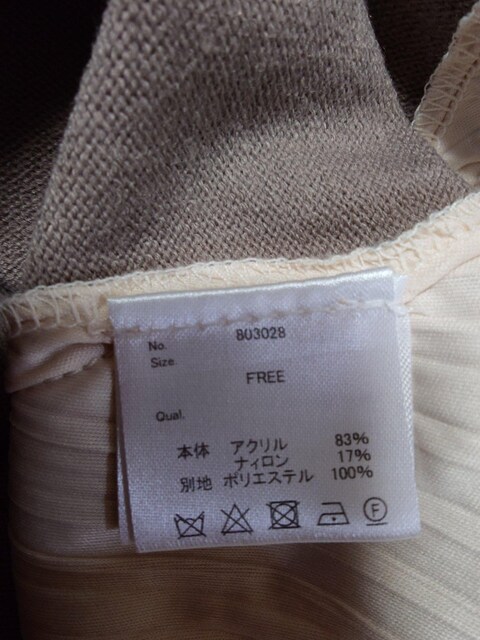 No. 803028
Size.
FREE
Qual.
本体 アクリル 83%
ナイロン 17%
別地 ポリエステル 100%
F